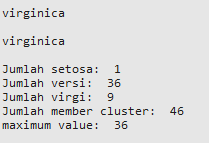 virginica
virginica
Jumlah setosa:  1
Jumlah versi:  36
Jumlah virgi:  9
Jumlah member cluster:  46
maximum value:  36